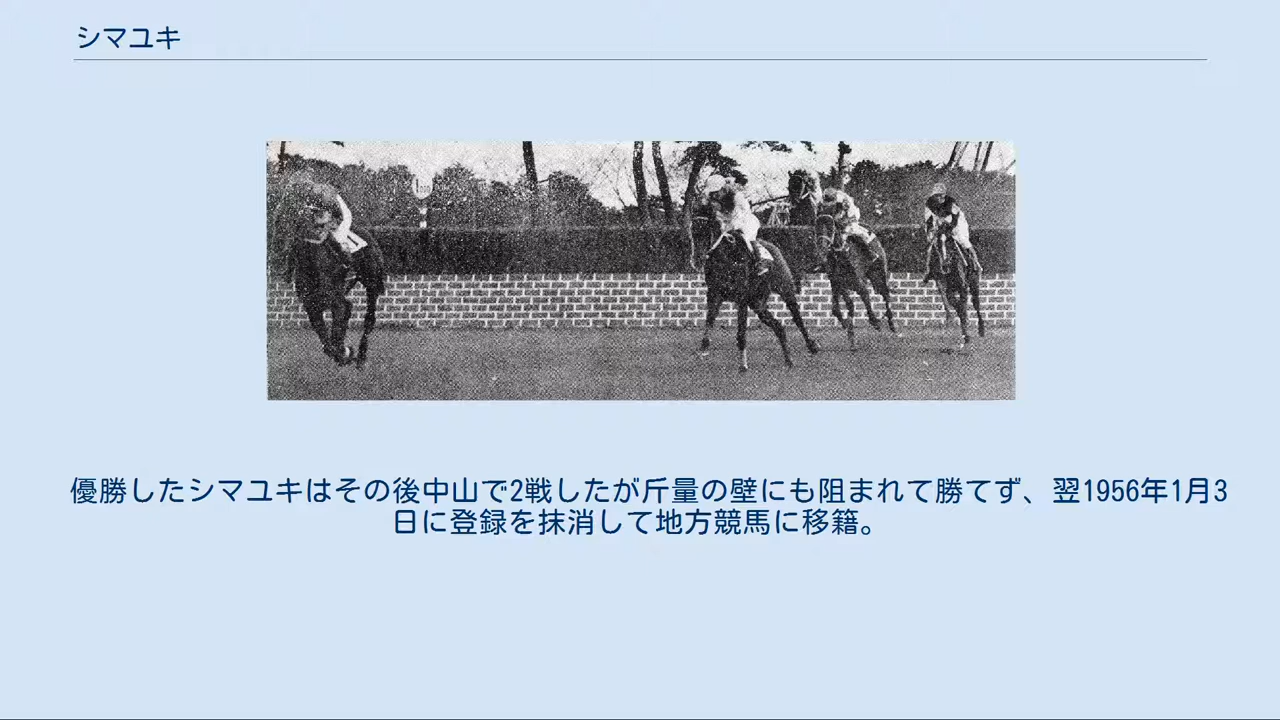 シマユキ
優勝したシマユキはその後中山で2戦したが斤量の壁にも阻まれて勝てず、翌1956年1月3
日に登録を抹消して地方競馬に移籍。